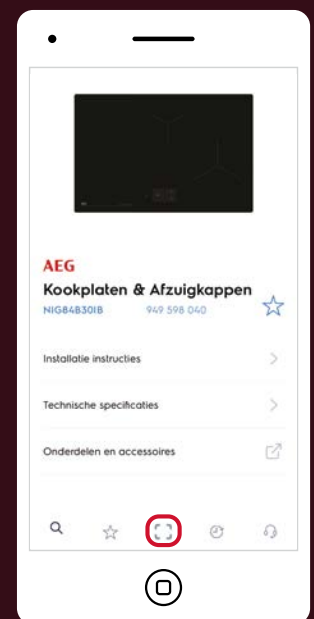 AEG
Kookplaten & Afzuigkappen
NIG84B30IB 949 598 040
Installatie instructies
Technische specificaties
Onderdelen en accessoires